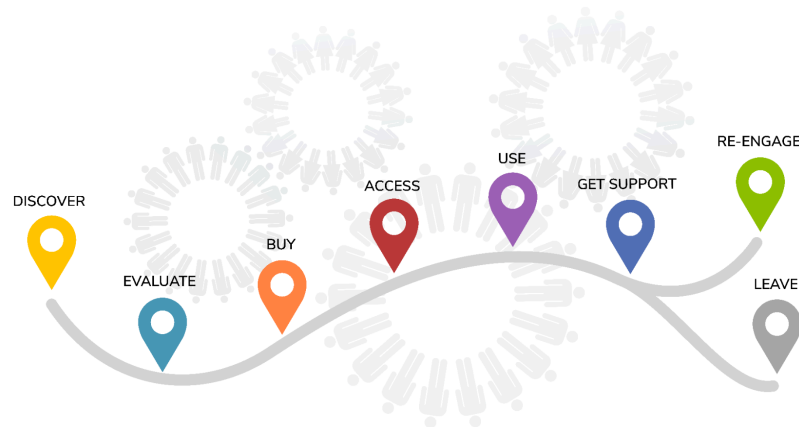 DISCOVER
EVALUATE
BUY
ACCESS
USE
GET SUPPORT
RE-ENGAGE
LEAVE